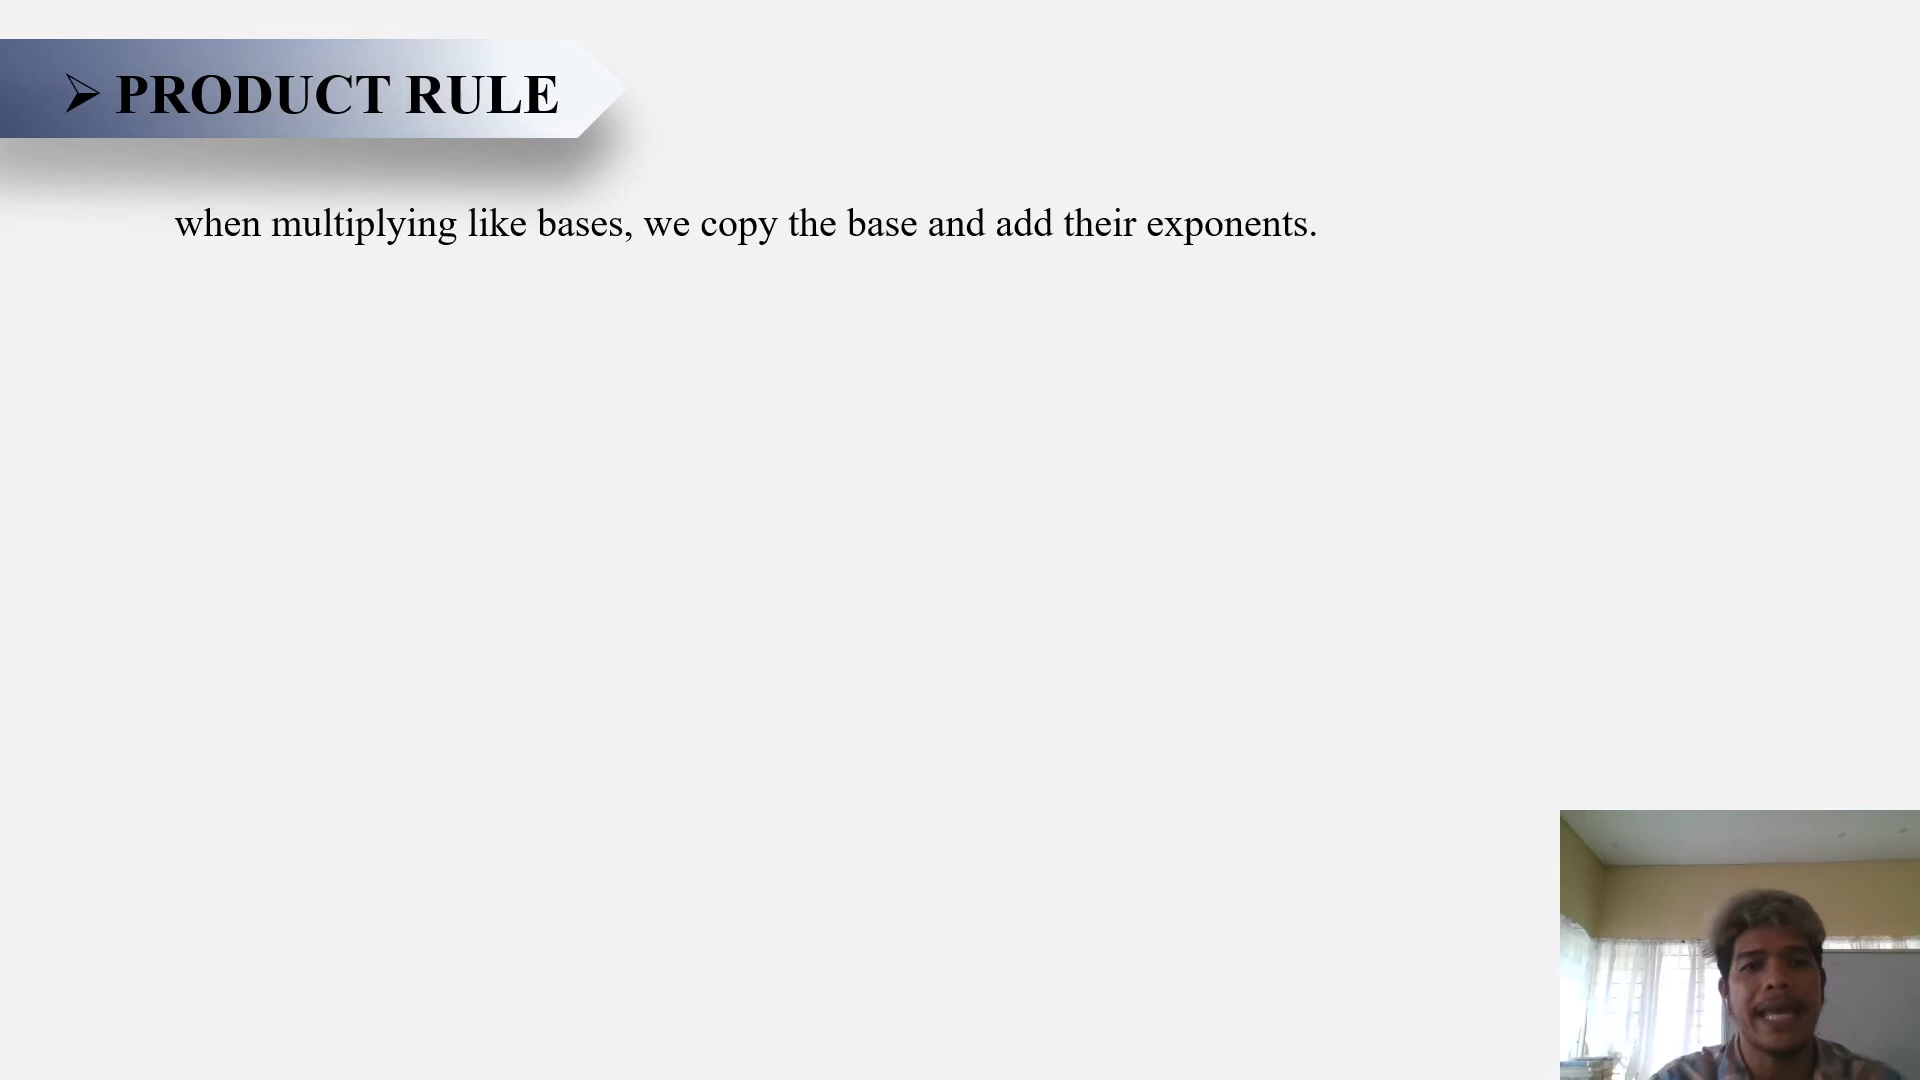 ➢ PRODUCT RULE
when multiplying like bases, we copy the base and add their exponents.